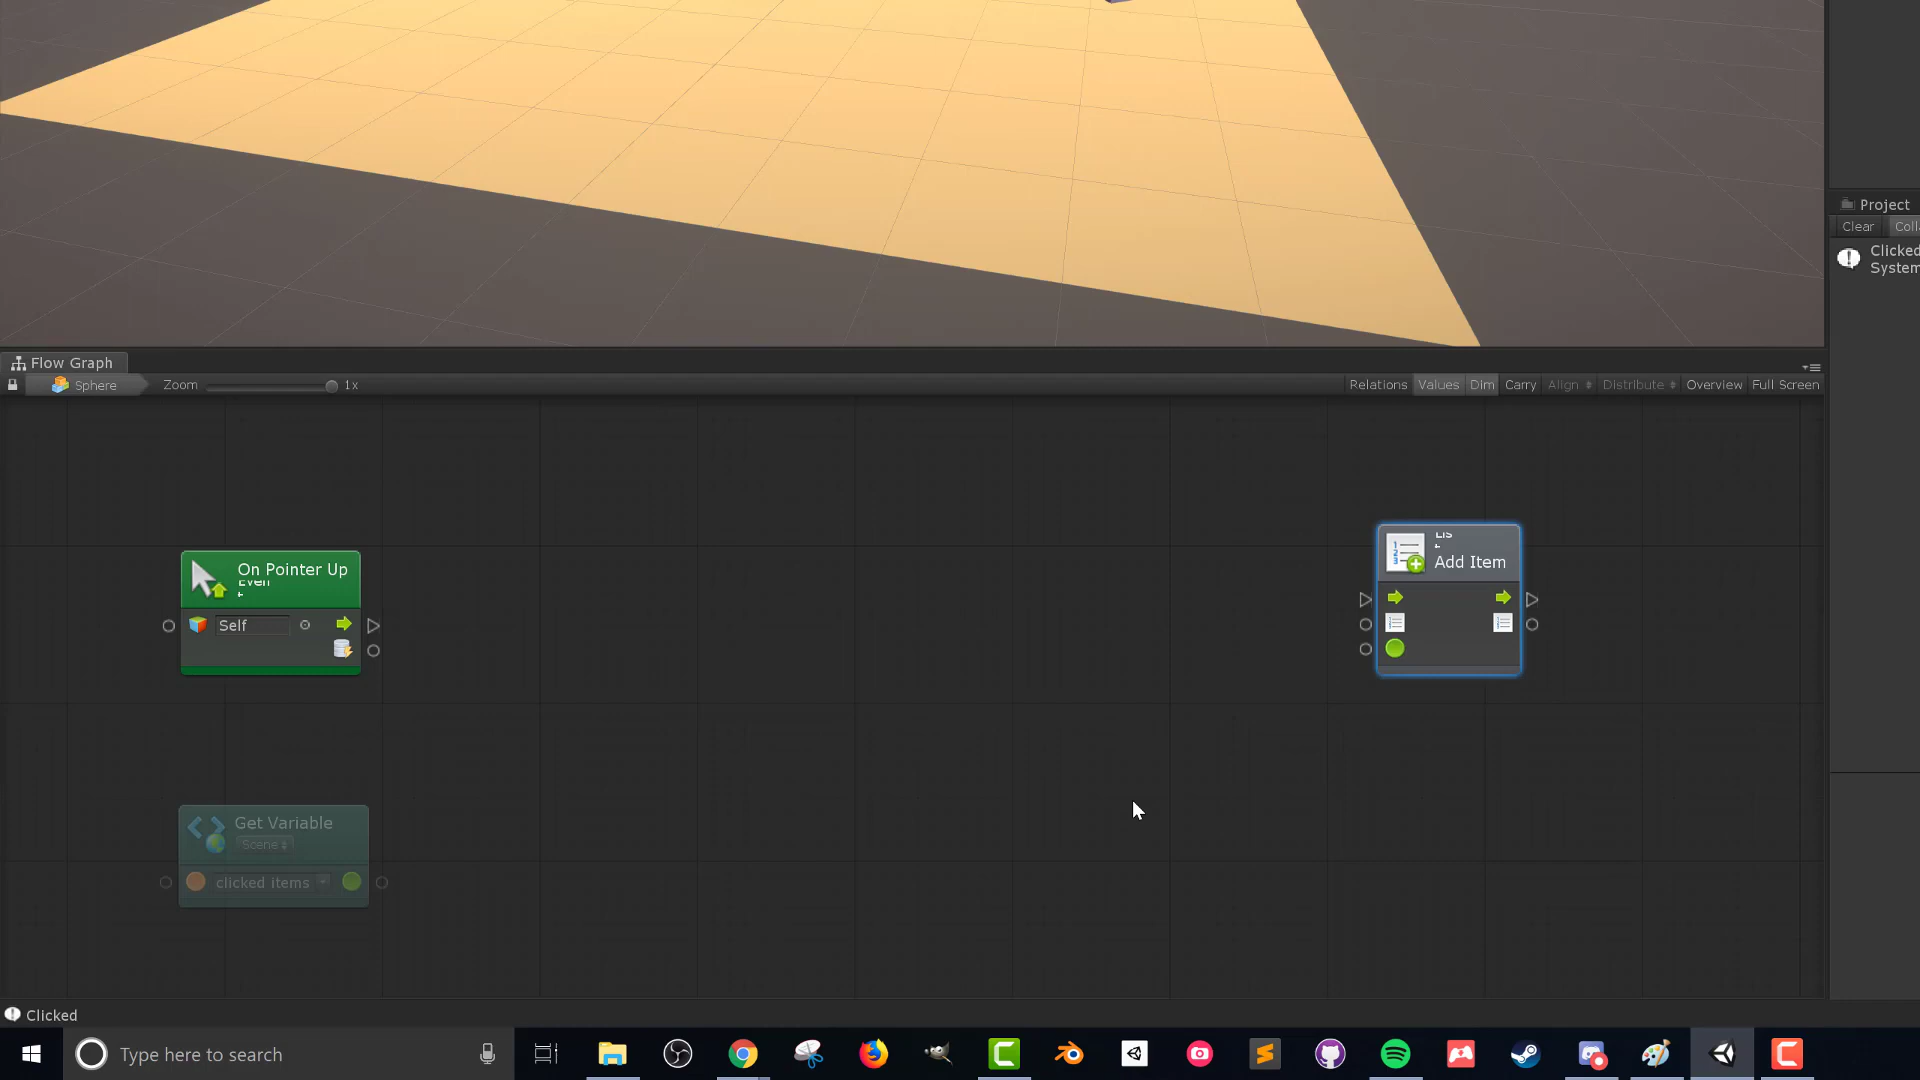 Project
Clear Coll
Clicked
System
Flow Graph
Sphere Zoom 1x
Relations Values Dim Carry Align Distribute Overview Full Screen
On Pointer Up
Self
Add Item
Get Variable
Scene
clicked items
Clicked
Type here to search